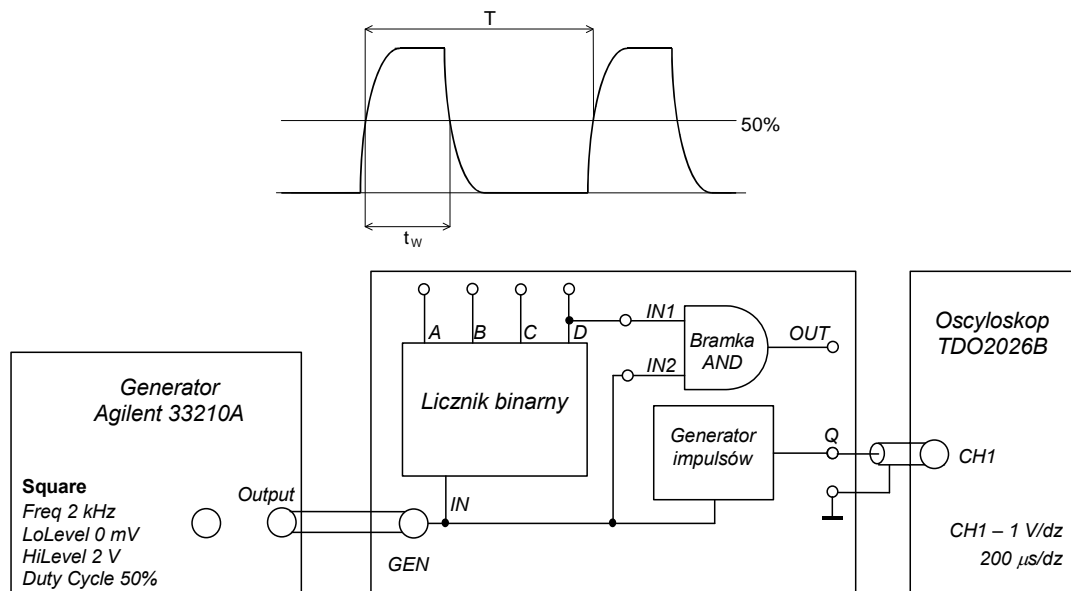 T
50%
t_W
A
B
C
D
IN1
IN2
Bramka
AND
OUT
Oscyloskop
TDO2026B
Generator
Agilent 33210A
Licznik binarny
Generator
impulsów
Q
CH1
Square
Freq 2 kHz
LoLevel 0 mV
HiLevel 2 V
Duty Cycle 50%
Output
IN
GEN
CH1 – 1 V/dz
200 μs/dz